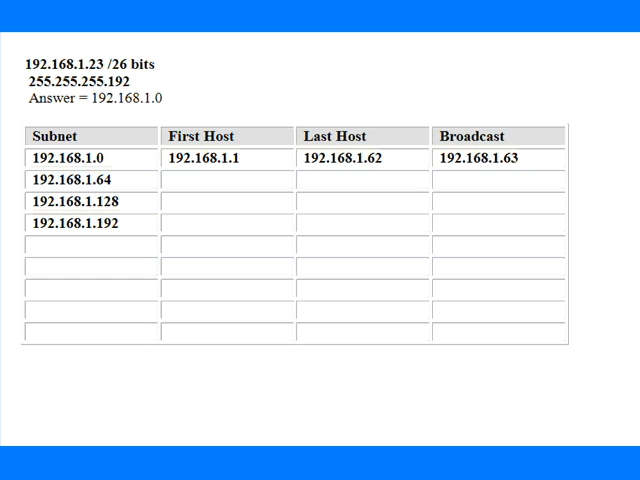 192.168.1.23 /26 bits
255.255.255.192
Answer = 192.168.1.0
Subnet First Host Last Host Broadcast
192.168.1.0 192.168.1.1 192.168.1.62 192.168.1.63
192.168.1.64
192.168.1.128
192.168.1.192